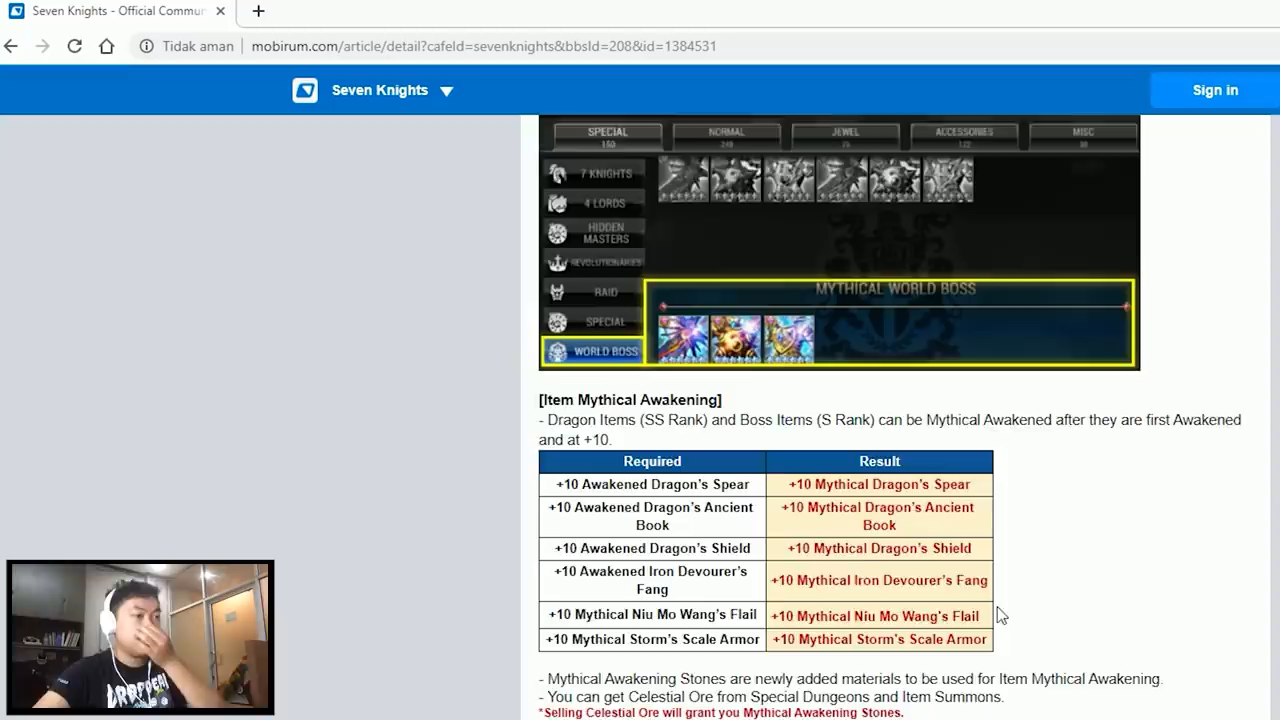 Seven Knights - Official Commun
Tidak aman
mobirum.com/article/detail?cafeId=sevenknights&bbsId=208&id=1384531
Seven Knights
Sign in
SPECIAL
150
NORMAL
JEWEL
ACCESSORIES
122
MISC
7 KNIGHTS
4 LORDS
HIDDEN
MASTERS
REVOLUTIONARIES
RAID
SPECIAL
WORLD BOSS
MYTHICAL WORLD BOSS
[Item Mythical Awakening]
- Dragon Items (SS Rank) and Boss Items (S Rank) can be Mythical Awakened after they are first Awakened
and at +10.
Required
Result
+10 Awakened Dragon's Spear
+10 Mythical Dragon's Spear
+10 Awakened Dragon's Ancient
Book
+10 Mythical Dragon's Ancient
Book
+10 Awakened Dragon's Shield
+10 Mythical Dragon's Shield
+10 Awakened Iron Devourer's
Fang
+10 Mythical Iron Devourer's Fang
+10 Mythical Niu Mo Wang's Flail
+10 Mythical Niu Mo Wang's Flail
+10 Mythical Storm's Scale Armor
+10 Mythical Storm's Scale Armor
- Mythical Awakening Stones are newly added materials to be used for Item Mythical Awakening.
- You can get Celestial Ore from Special Dungeons and Item Summons.
*Selling Celestial Ore will grant you Mythical Awakening Stones.